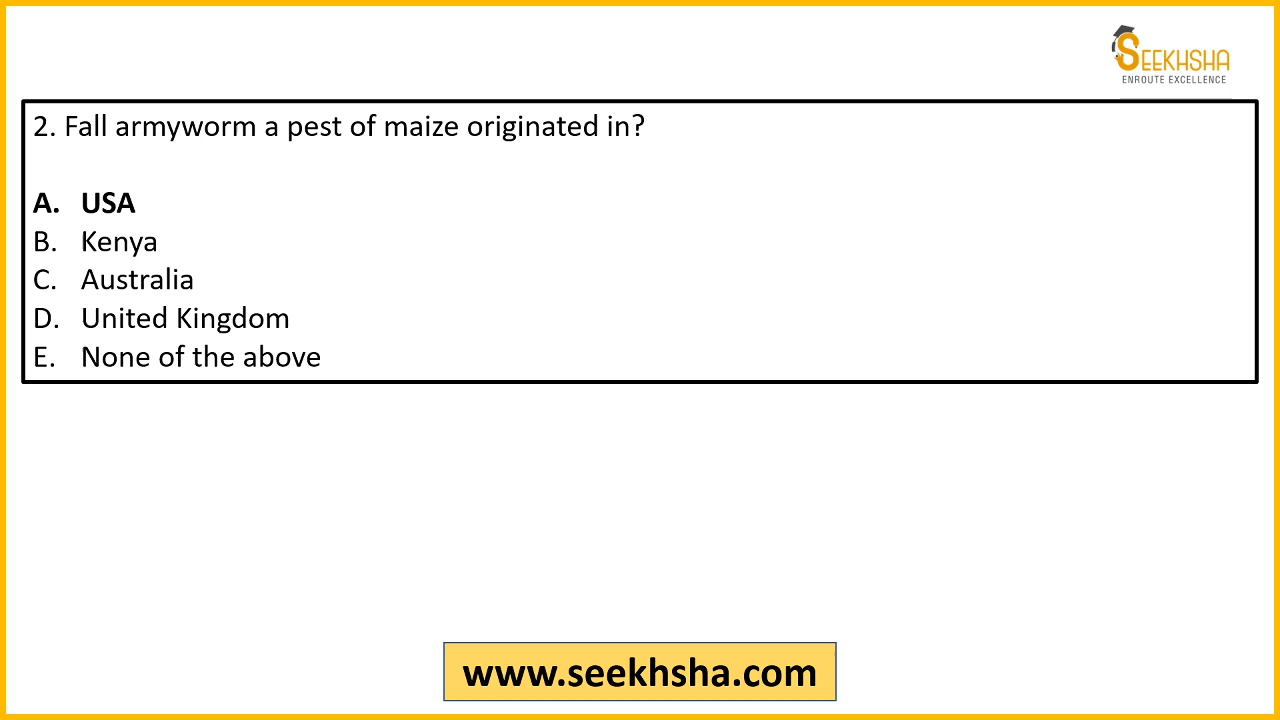 SEEKHSHA
ENROUTE EXCELLENCE
2. Fall armyworm a pest of maize originated in?
A. USA
B. Kenya
C. Australia
D. United Kingdom
E. None of the above
www.seekhsha.com